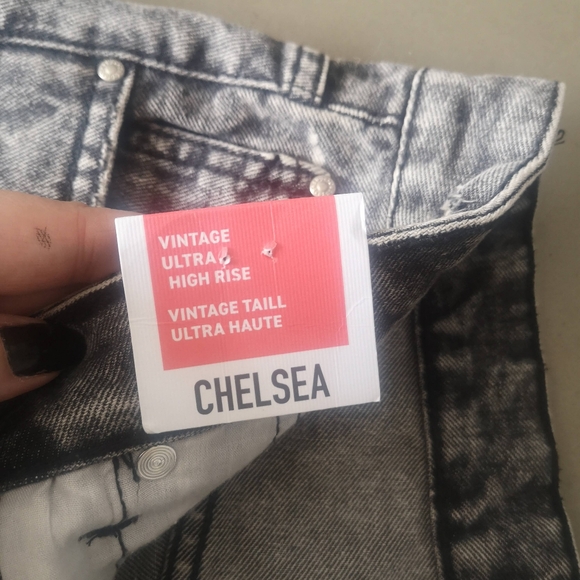 VINTAGE
ULTRA
HIGH RISE
VINTAGE TAILL
ULTRA HAUTE
CHELSEA